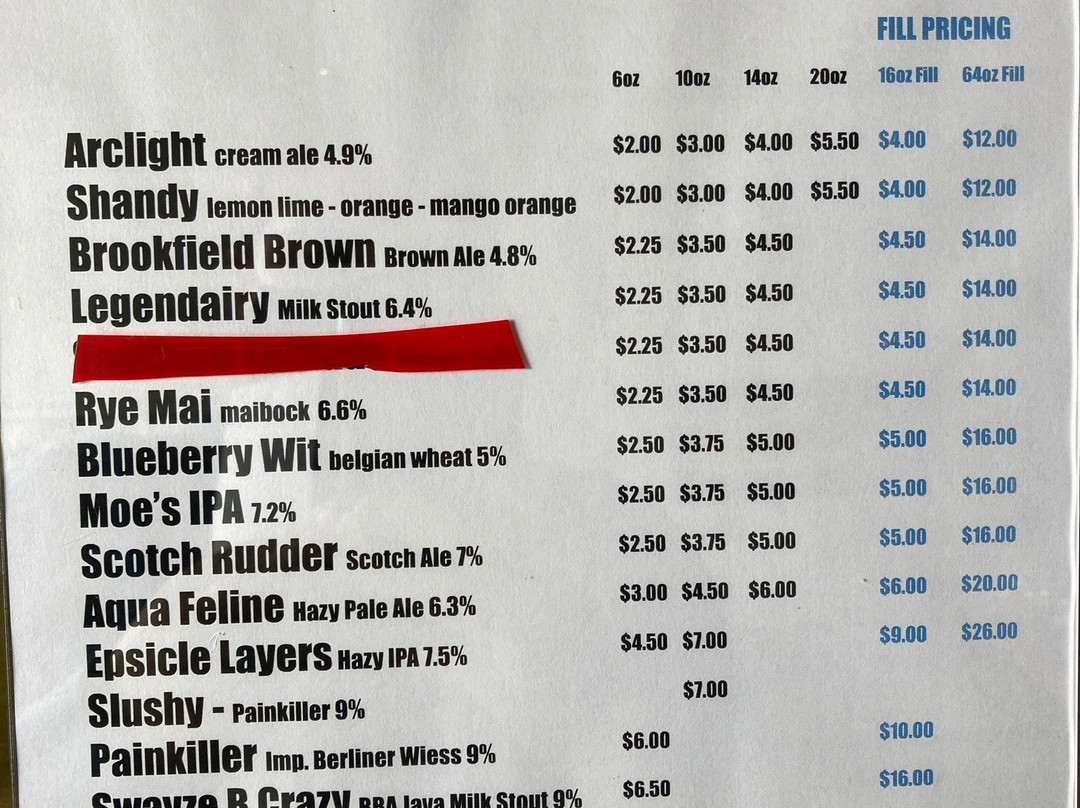 FILL PRICING
6oz 10oz 14oz 20oz 16oz Fill 64oz Fill
Arclight cream ale 4.9% $2.00 $3.00 $4.00 $5.50 $4.00 $12.00
Shandy lemon lime - orange - mango orange $2.00 $3.00 $4.00 $5.50 $4.00 $12.00
Brookfield Brown Brown Ale 4.8% $2.25 $3.50 $4.50 $4.50 $14.00
Legendairy Milk Stout 6.4% $2.25 $3.50 $4.50 $4.50 $14.00
$2.25 $3.50 $4.50 $4.50 $14.00
Rye Mai maibock 6.6% $2.25 $3.50 $4.50 $4.50 $14.00
Blueberry Wit belgian wheat 5% $2.50 $3.75 $5.00 $5.00 $16.00
Moe's IPA 7.2% $2.50 $3.75 $5.00 $5.00 $16.00
Scotch Rudder Scotch Ale 7% $2.50 $3.75 $5.00 $5.00 $16.00
Aqua Feline Hazy Pale Ale 6.3% $3.00 $4.50 $6.00 $6.00 $20.00
Epsicle Layers Hazy IPA 7.5% $4.50 $7.00 $9.00 $26.00
Slushy - Painkiller 9% $7.00
Painkiller Imp. Berliner Wiess 9% $6.00 $10.00
Swayze B Crazy BBA Java Milk Stout 9% $6.50 $16.00